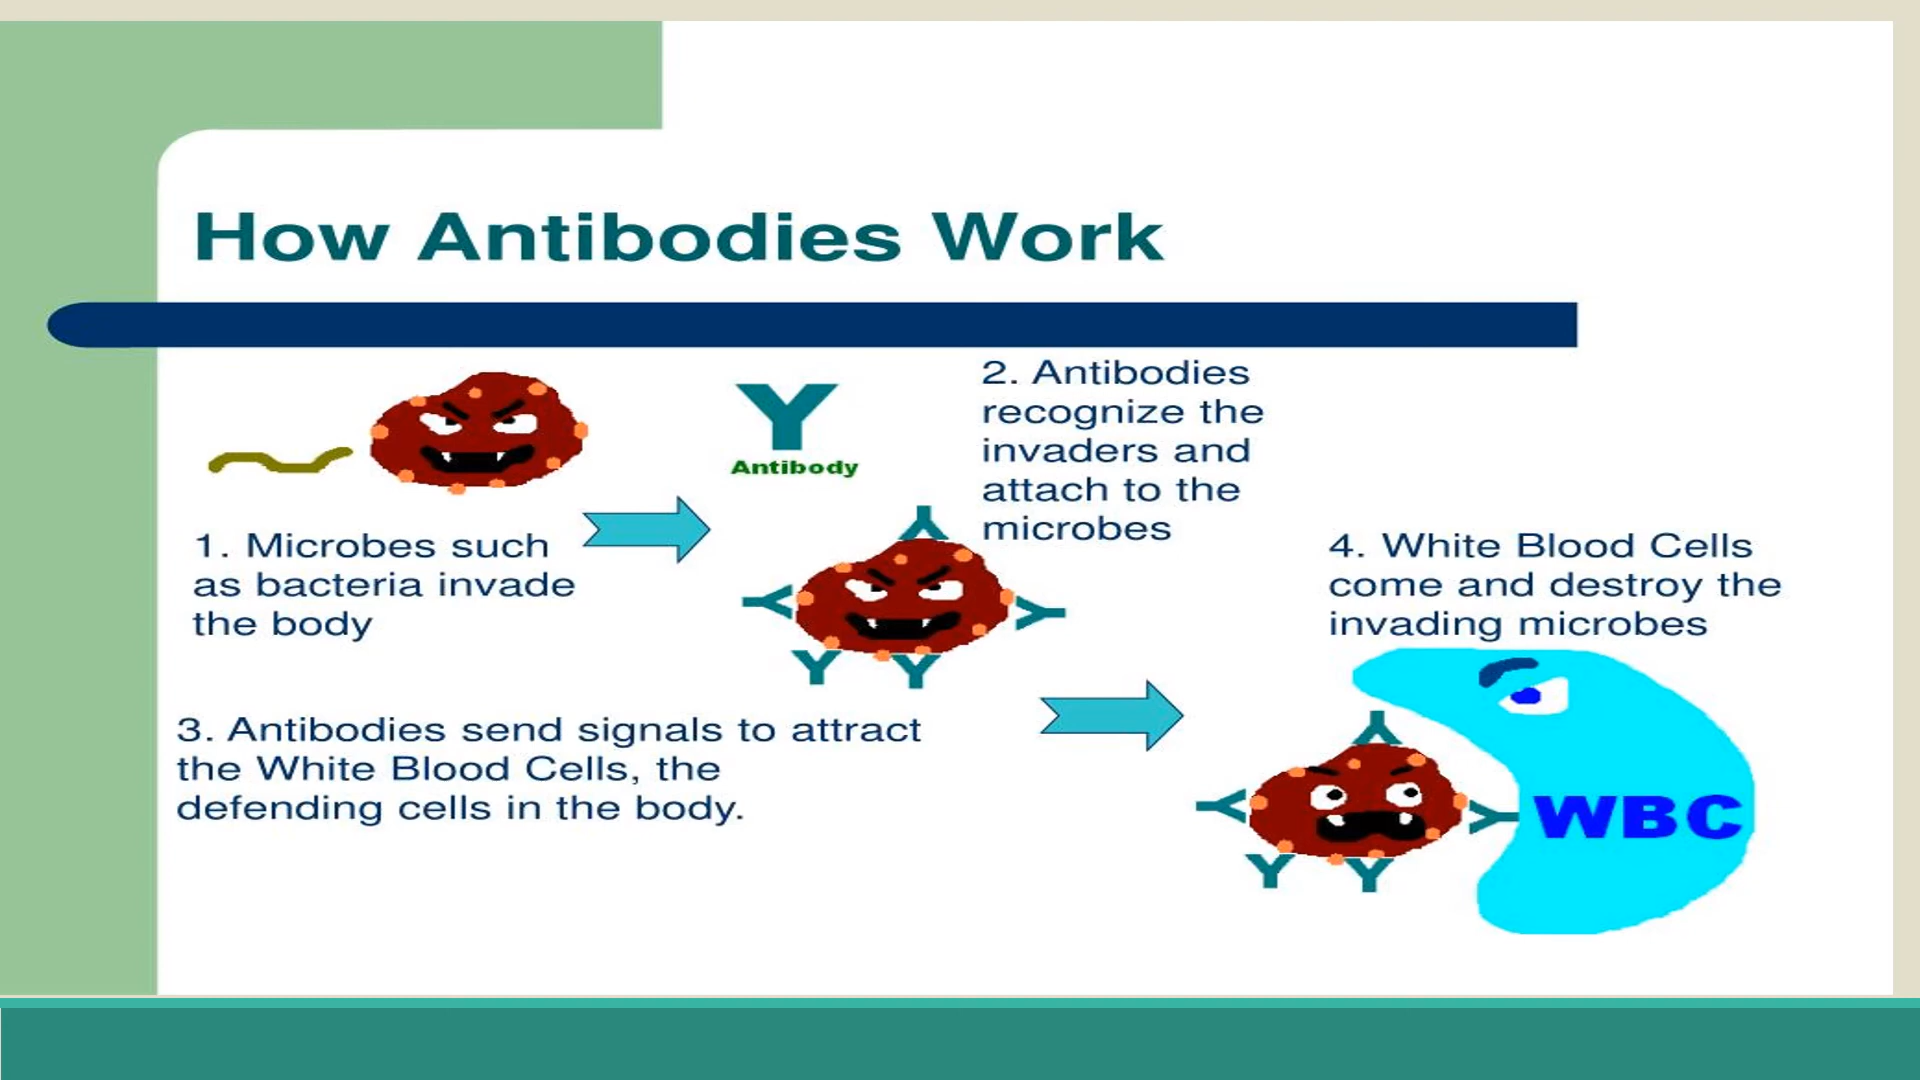 How Antibodies Work
Antibody
1. Microbes such
as bacteria invade
the body
2. Antibodies
recognize the
invaders and
attach to the
microbes
3. Antibodies send signals to attract
the White Blood Cells, the
defending cells in the body.
4. White Blood Cells
come and destroy the
invading microbes
WBC